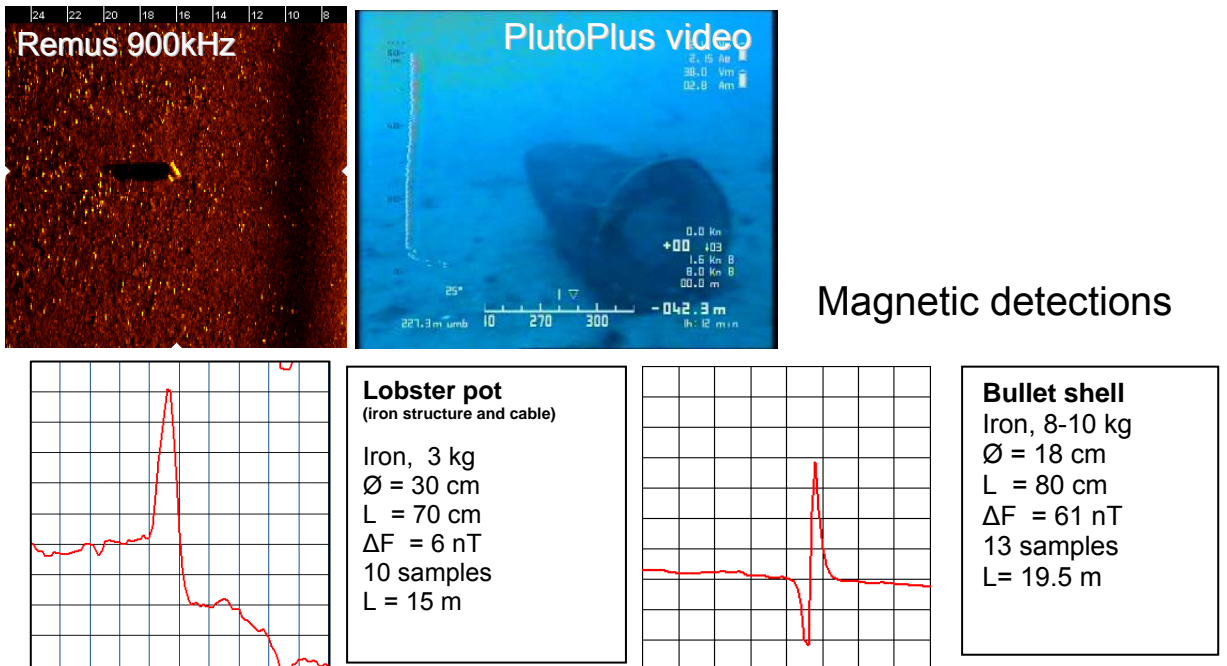 24 22 20 18 16 14 12 10 8
Remus 900kHz
PlutoPlus video
2.15 Ae
38.0 Vm
02.8 Am
0.0 Kn
+00 ↓03
1.6 Kn B
8.0 Kn B
00.0 m
25°
227.3m umb
270 300
-042.3 m
1h: 12 min
Magnetic detections
Lobster pot
(iron structure and cable)
Iron, 3 kg
Ø = 30 cm
L = 70 cm
ΔF = 6 nT
10 samples
L = 15 m
Bullet shell
Iron, 8-10 kg
Ø = 18 cm
L = 80 cm
ΔF = 61 nT
13 samples
L= 19.5 m